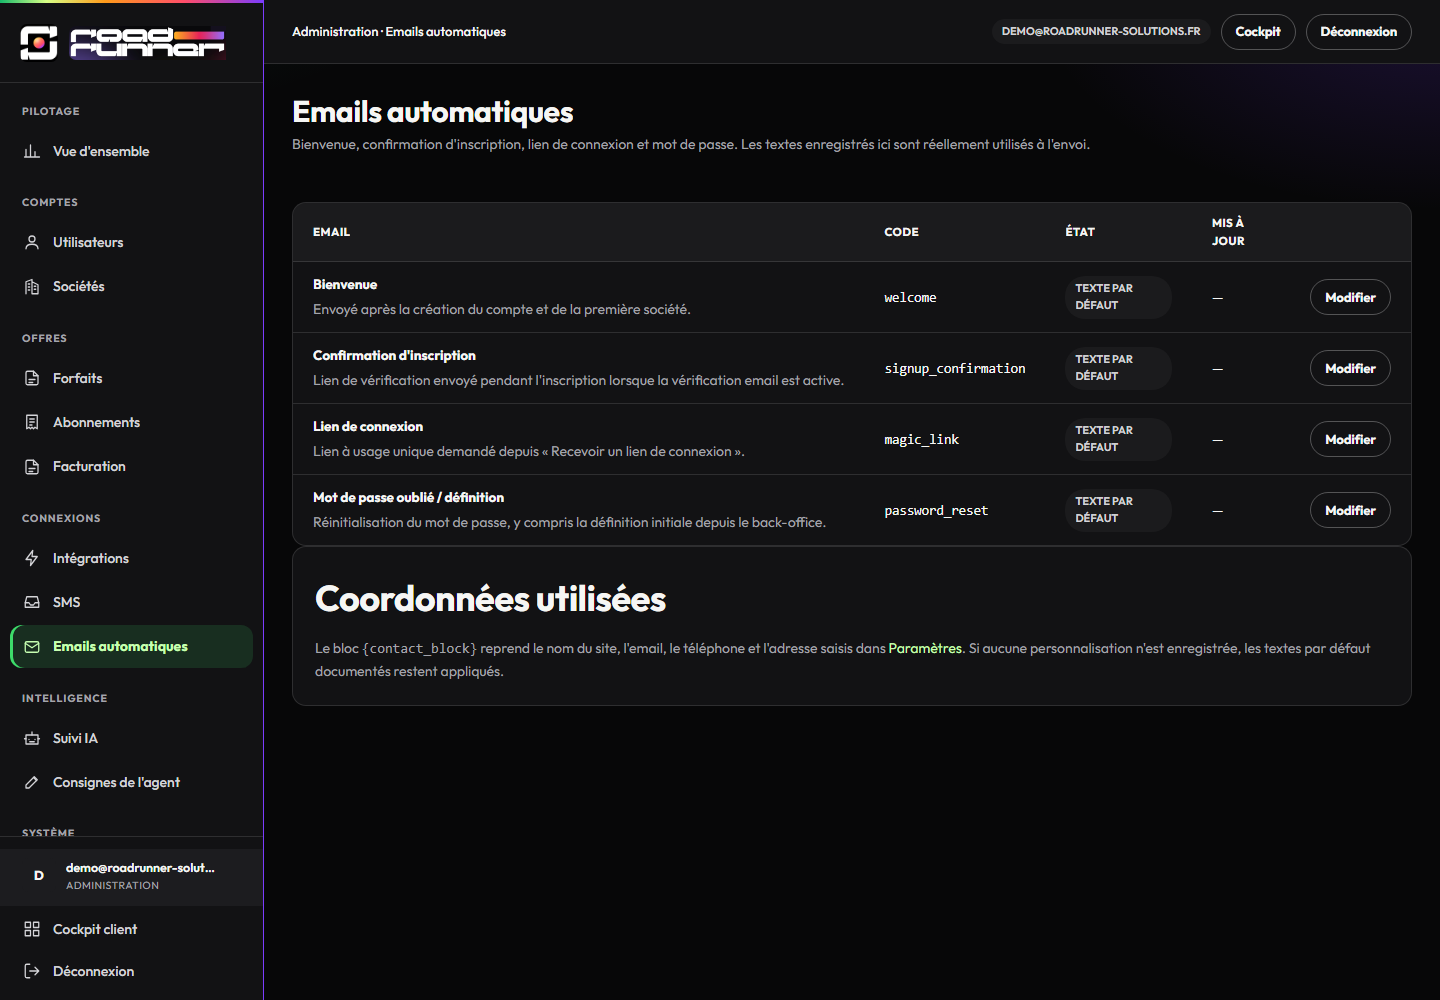 road
runner
PILOTAGE
Vue d'ensemble
COMPTES
Utilisateurs
Sociétés
OFFRES
Forfaits
Abonnements
Facturation
CONNEXIONS
Intégrations
SMS
Emails automatiques
INTELLIGENCE
Suivi IA
Consignes de l'agent
SYSTÈME
D
demo@roadrunner-solut...
ADMINISTRATION
Cockpit client
Déconnexion
Administration · Emails automatiques
DEMO@ROADRUNNER-SOLUTIONS.FR
Cockpit
Déconnexion
Emails automatiques
Bienvenue, confirmation d'inscription, lien de connexion et mot de passe. Les textes enregistrés ici sont réellement utilisés à l'envoi.
EMAIL CODE ÉTAT MIS À
JOUR
Bienvenue
Envoyé après la création du compte et de la première société.
welcome
TEXTE PAR
DÉFAUT
—
Modifier
Confirmation d'inscription
Lien de vérification envoyé pendant l'inscription lorsque la vérification email est active.
signup_confirmation
TEXTE PAR
DÉFAUT
—
Modifier
Lien de connexion
Lien à usage unique demandé depuis « Recevoir un lien de connexion ».
magic_link
TEXTE PAR
DÉFAUT
—
Modifier
Mot de passe oublié / définition
Réinitialisation du mot de passe, y compris la définition initiale depuis le back-office.
password_reset
TEXTE PAR
DÉFAUT
—
Modifier
Coordonnées utilisées
Le bloc {contact_block} reprend le nom du site, l'email, le téléphone et l'adresse saisis dans Paramètres. Si aucune personnalisation n'est enregistrée, les textes par défaut
documentés restent appliqués.